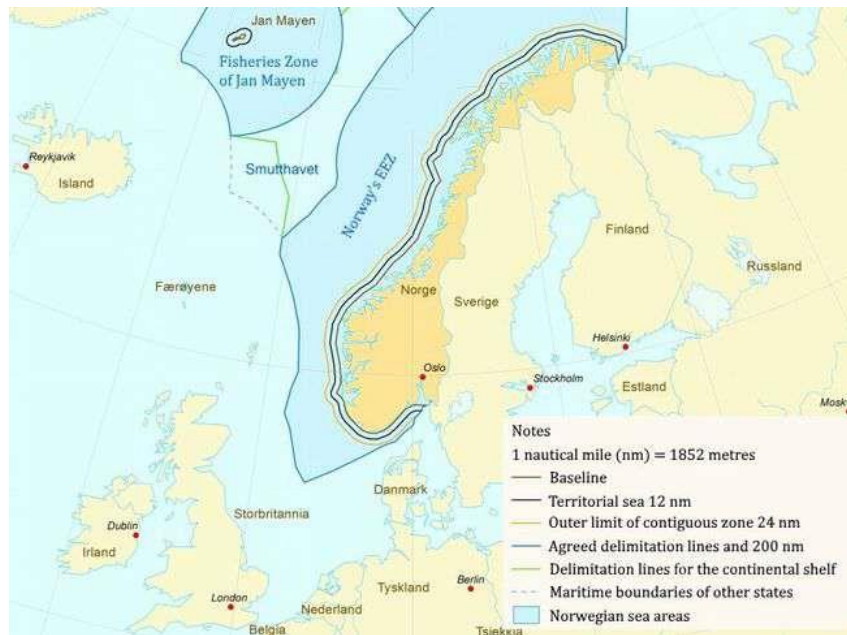 Jan Mayen
Fisheries Zone
of Jan Mayen
Reykjavik
Island
Smutthavet
Norway's EEZ
Finland
Russland
Færøyene
Norge
Sverige
Helsinki
Oslo
Stockholm
Estland
Mosk
Danmark
Storbritannia
Dublin
Irland
London
Nederland
Belgia
Tyskland
Berlin
Tsjekkia
Notes
1 nautical mile (nm) = 1852 metres
Baseline
Territorial sea 12 nm
Outer limit of contiguous zone 24 nm
Agreed delimitation lines and 200 nm
Delimitation lines for the continental shelf
Maritime boundaries of other states
Norwegian sea areas